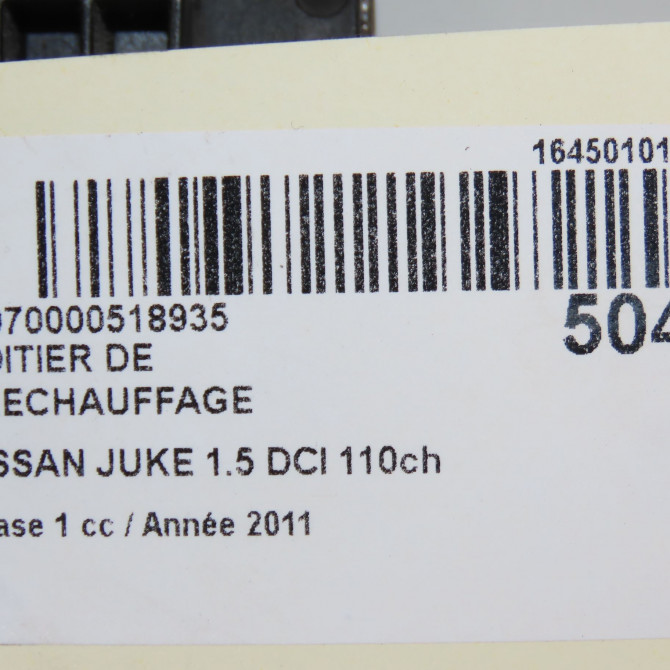 16450101
070000518935
504
OITIER DE
ECHAUFFAGE
SSAN JUKE 1.5 DCI 110ch
ase 1 cc / Année 2011